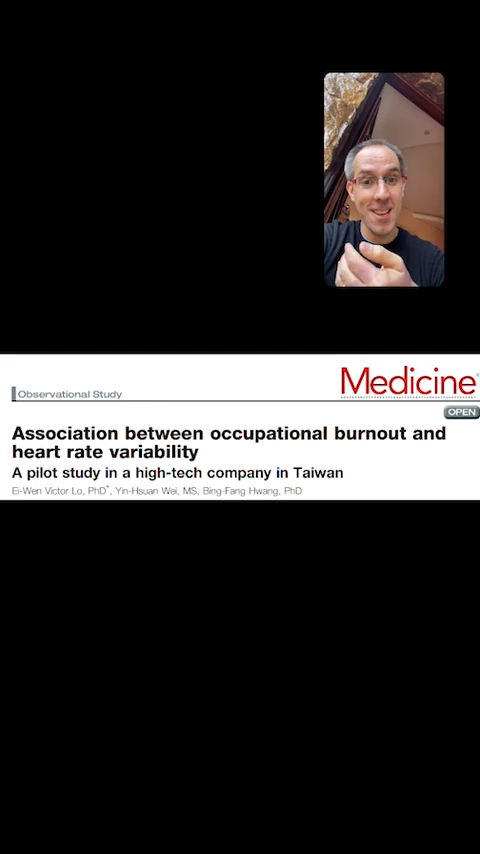 Observational Study
Medicine®
OPEN
Association between occupational burnout and
heart rate variability
A pilot study in a high-tech company in Taiwan
Ei-Wen Victor Lo, PhD*, Yin-Hsuan Wei, MS, Bing-Fang Hwang, PhD